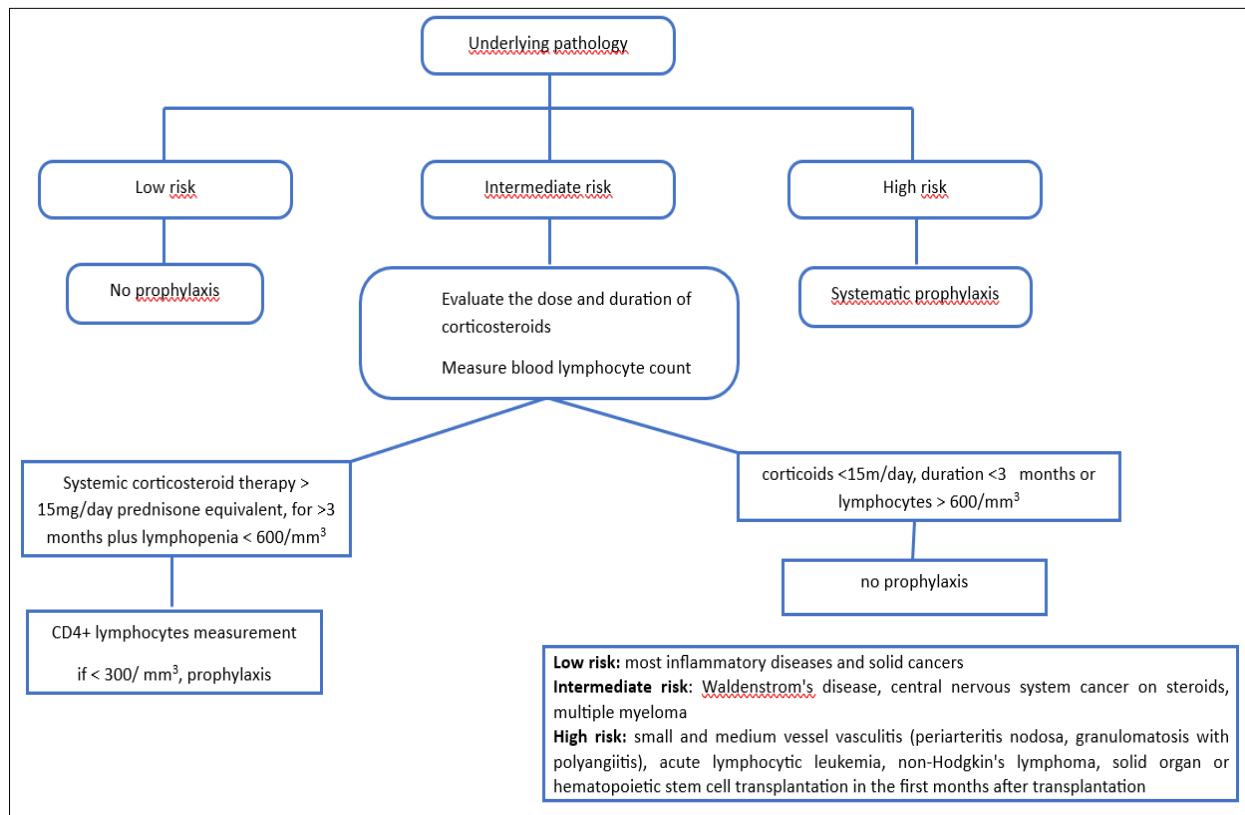 Underlying pathology
Low risk
Intermediate risk
High risk
No prophylaxis
Evaluate the dose and duration of
corticosteroids
Measure blood lymphocyte count
Systematic prophylaxis
Systemic corticosteroid therapy >
15mg/day prednisone equivalent, for >3
months plus lymphopenia < 600/mm³
corticoids <15m/day, duration <3 months or
lymphocytes > 600/mm³
no prophylaxis
CD4+ lymphocytes measurement
if < 300/ mm³, prophylaxis
Low risk: most inflammatory diseases and solid cancers
Intermediate risk: Waldenstrom's disease, central nervous system cancer on steroids,
multiple myeloma
High risk: small and medium vessel vasculitis (periarteritis nodosa, granulomatosis with
polyangiitis), acute lymphocytic leukemia, non-Hodgkin's lymphoma, solid organ or
hematopoietic stem cell transplantation in the first months after transplantation